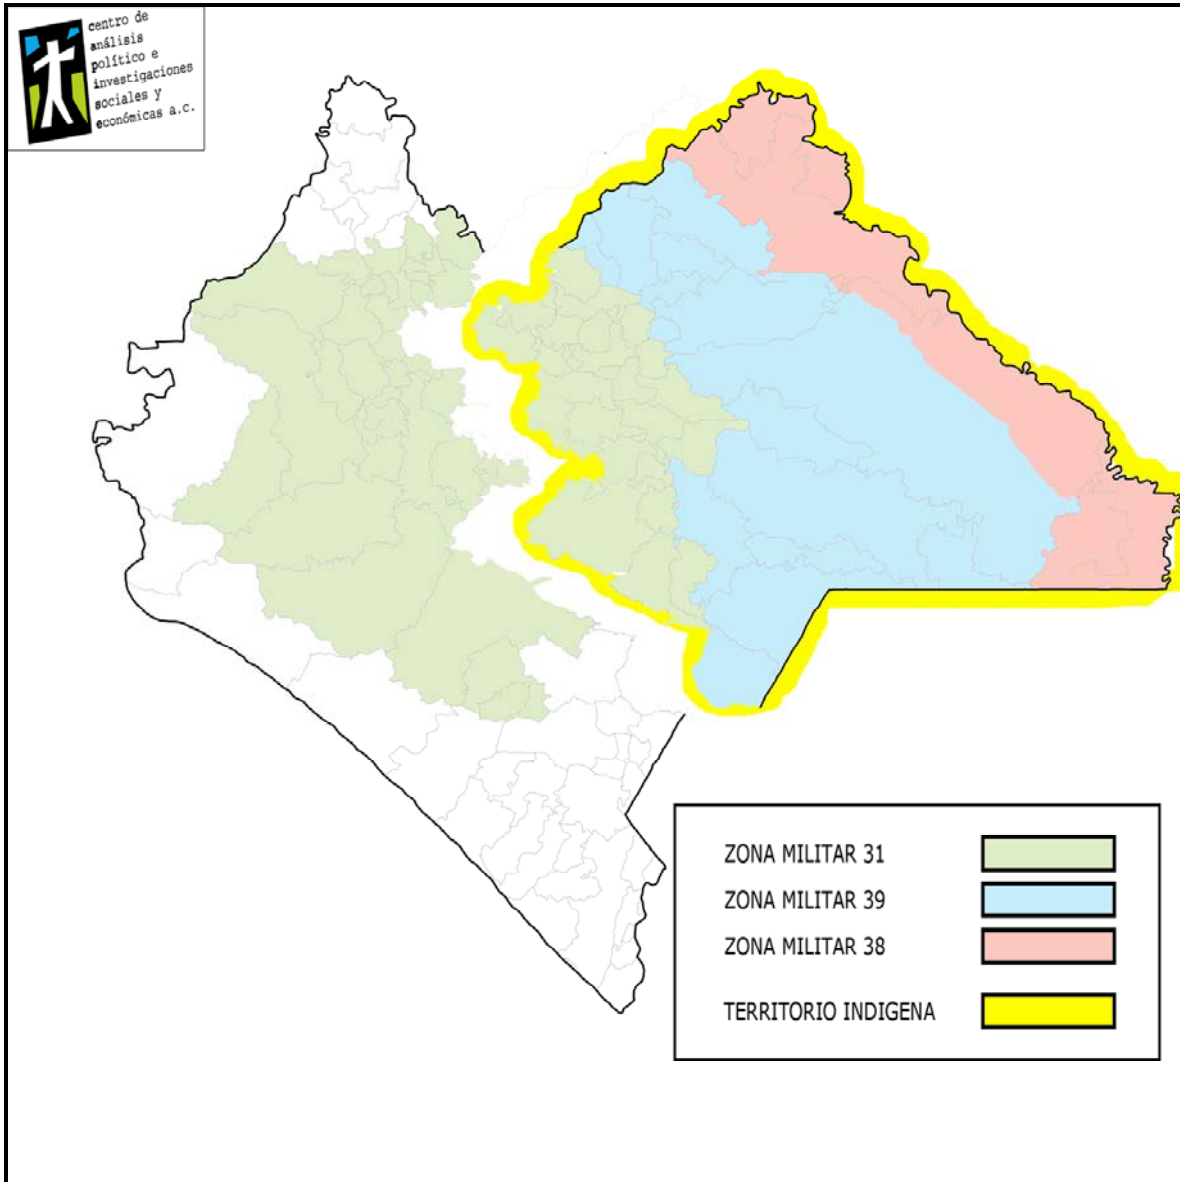 centro de
análisis
político e
investigaciones
sociales y
económicas a.c.
ZONA MILITAR 31
ZONA MILITAR 39
ZONA MILITAR 38
TERRITORIO INDIGENA